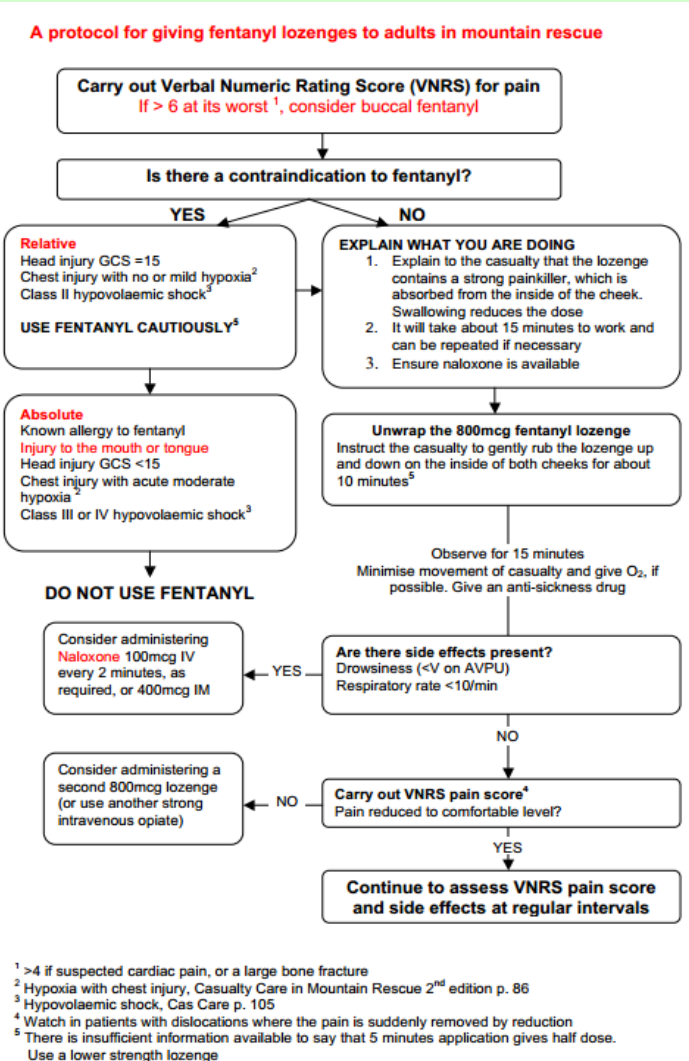 A protocol for giving fentanyl lozenges to adults in mountain rescue
Carry out Verbal Numeric Rating Score (VNRS) for pain
If > 6 at its worst ¹, consider buccal fentanyl
Is there a contraindication to fentanyl?
YES
NO
Relative
Head injury GCS =15
Chest injury with no or mild hypoxia²
Class II hypovolaemic shock³
USE FENTANYL CAUTIOUSLY⁵
EXPLAIN WHAT YOU ARE DOING
1. Explain to the casualty that the lozenge
contains a strong painkiller, which is
absorbed from the inside of the cheek.
Swallowing reduces the dose
2. It will take about 15 minutes to work and
can be repeated if necessary
3. Ensure naloxone is available
Absolute
Known allergy to fentanyl
Injury to the mouth or tongue
Head injury GCS <15
Chest injury with acute moderate
hypoxia ²
Class III or IV hypovolaemic shock³
Unwrap the 800mcg fentanyl lozenge
Instruct the casualty to gently rub the lozenge up
and down on the inside of both cheeks for about
10 minutes⁵
DO NOT USE FENTANYL
Observe for 15 minutes
Minimise movement of casualty and give O₂, if
possible. Give an anti-sickness drug
Consider administering
Naloxone 100mcg IV
every 2 minutes, as
required, or 400mcg IM
YES
Are there side effects present?
Drowsiness (<V on AVPU)
Respiratory rate <10/min
NO
Consider administering a
second 800mcg lozenge
(or use another strong
intravenous opiate)
NO
Carry out VNRS pain score⁴
Pain reduced to comfortable level?
YES
Continue to assess VNRS pain score
and side effects at regular intervals
¹ >4 if suspected cardiac pain, or a large bone fracture
² Hypoxia with chest injury, Casualty Care in Mountain Rescue 2nd edition p. 86
³ Hypovolaemic shock, Cas Care p. 105
⁴ Watch in patients with dislocations where the pain is suddenly removed by reduction
⁵ There is insufficient information available to say that 5 minutes application gives half dose.
Use a lower strength lozenge